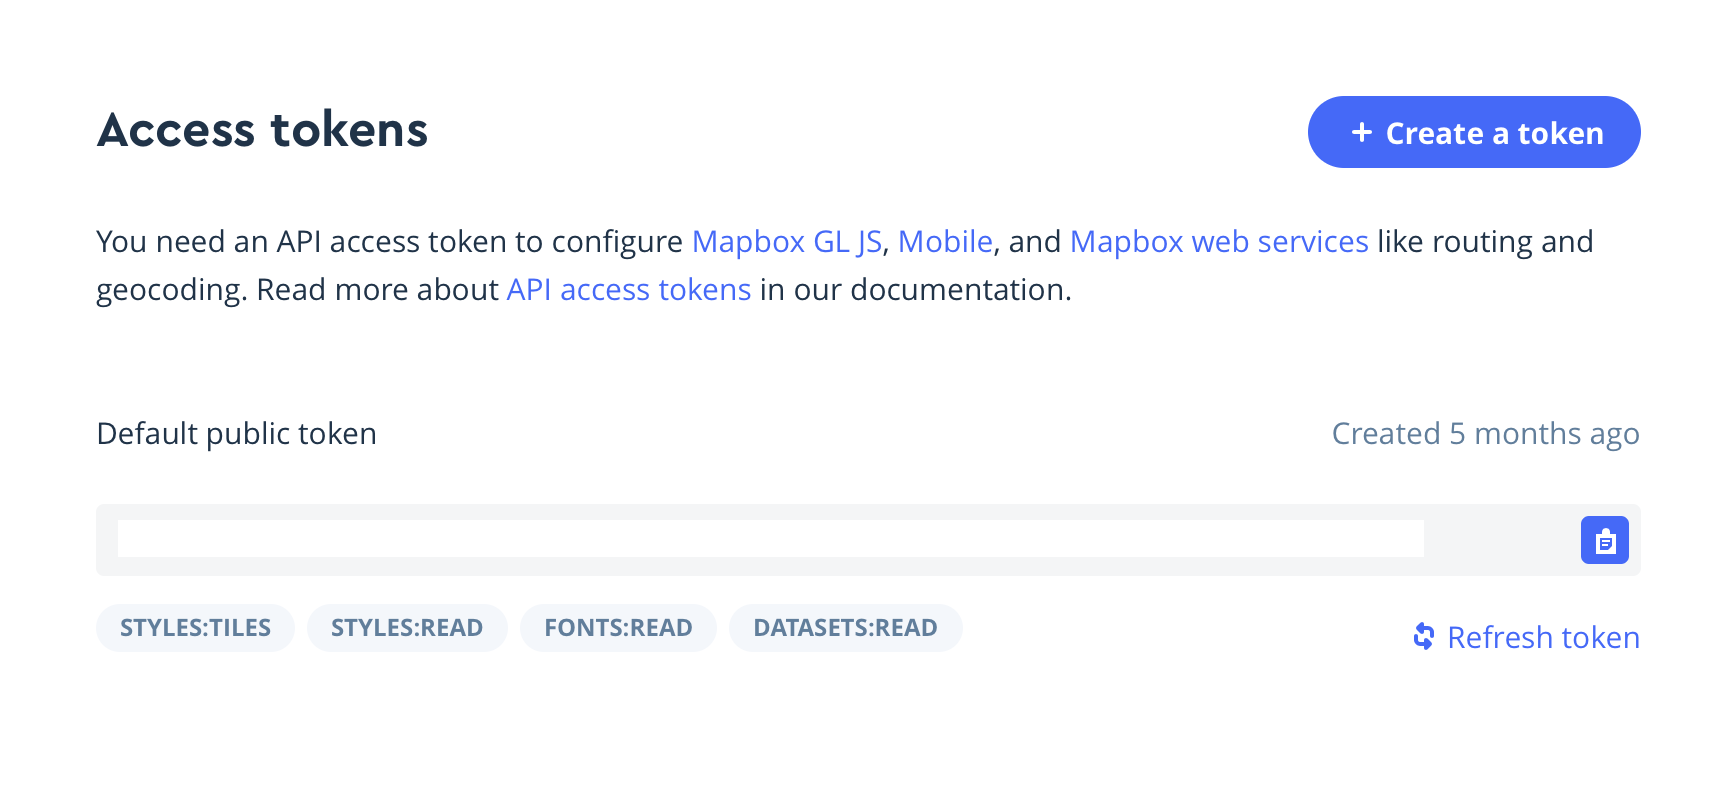 Access tokens
+ Create a token
You need an API access token to configure Mapbox GL JS, Mobile, and Mapbox web services like routing and
geocoding. Read more about API access tokens in our documentation.
Default public token
Created 5 months ago
STYLES:TILES STYLES:READ FONTS:READ DATASETS:READ
Refresh token